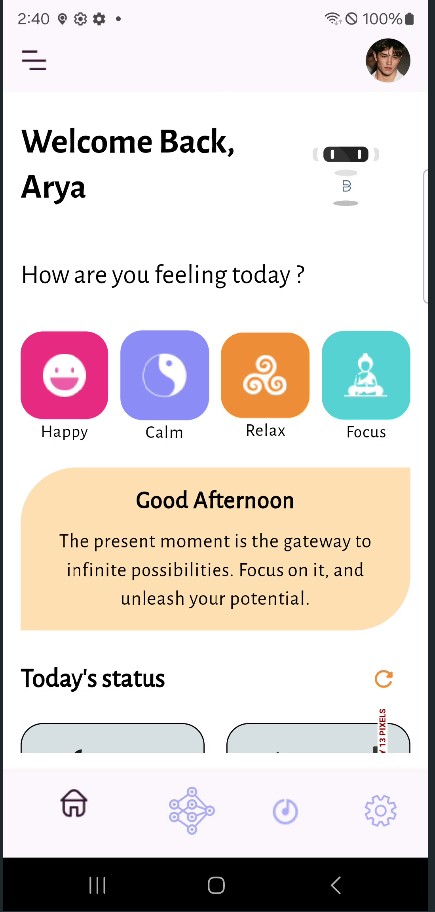 2:40 100%
Welcome Back,
Arya
B
How are you feeling today ?
Happy Calm Relax Focus
Good Afternoon
The present moment is the gateway to
infinite possibilities. Focus on it, and
unleash your potential.
Today's status
13 PIXELS